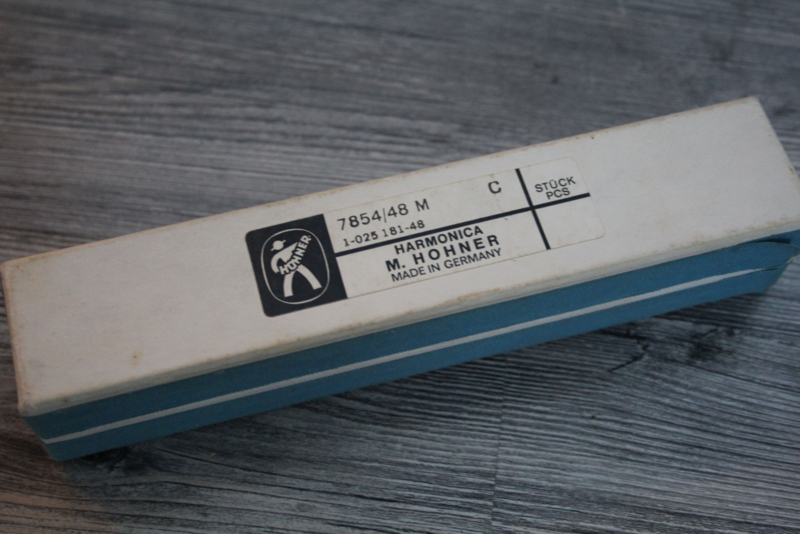 HOHNER
7854/48 M C
1-025 181-48
HARMONICA
M. HOHNER
MADE IN GERMANY
STÜCK
PCS